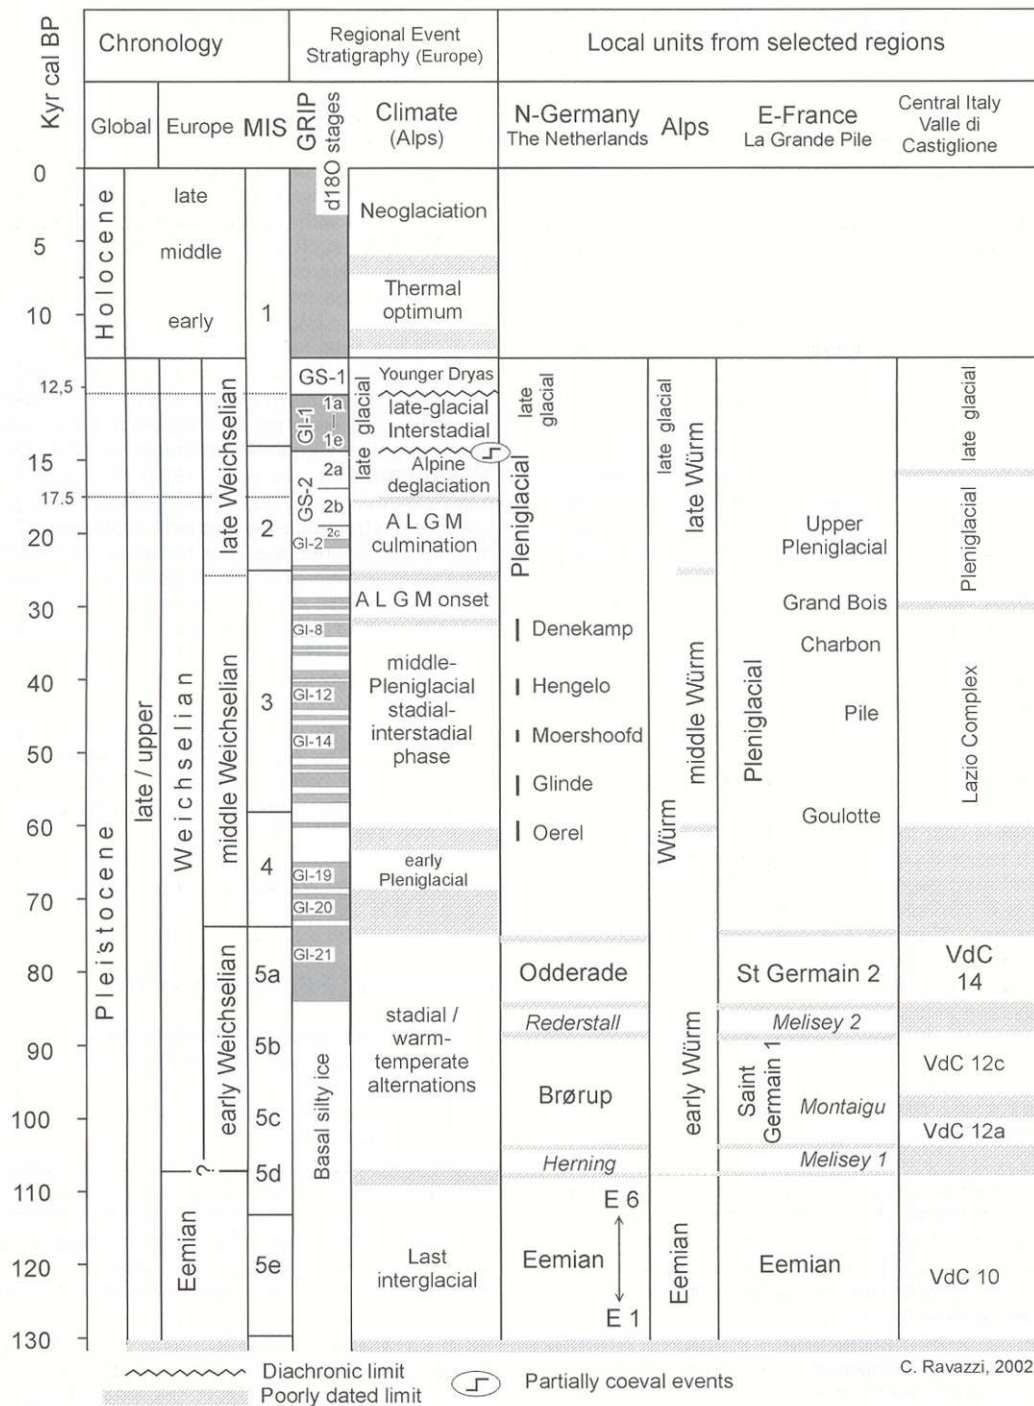 Kyr cal BP
Chronology
Regional Event
Stratigraphy (Europe)
Local units from selected regions
Global
Europe
MIS
GRIP
d18O stages
Climate
(Alps)
N-Germany
The Netherlands
Alps
E-France
La Grande Pile
Central Italy
Valle di
Castiglione
0
5
10
12,5
15
17.5
20
30
40
50
60
70
80
90
100
110
120
130
Holocene
Pleistocene
late / upper
late
middle
early
Weichselian
late Weichselian
middle Weichselian
early Weichselian
?
Eemian
1
2
3
4
5a
5b
5c
5d
5e
GS-1
GI-1
1a
1e
GS-2
2a
2b
2c
GI-2
GI-8
GI-12
GI-14
GI-19
GI-20
GI-21
Basal silty ice
Neoglaciation
Thermal
optimum
late glacial
Younger Dryas
late-glacial
Interstadial
Alpine
deglaciation
A L G M
culmination
A L G M onset
middle-
Pleniglacial
stadial-
interstadial
phase
early
Pleniglacial
stadial /
warm-
temperate
alternations
Last
interglacial
late
glacial
Pleniglacial
Denekamp
Hengelo
Moershoofd
Glinde
Oerel
Odderade
Rederstall
Brørup
Herning
E 6
Eemian
E 1
late glacial
late Würm
middle Würm
Würm
early Würm
Eemian
Upper
Pleniglacial
Grand Bois
Charbon
Pile
Pleniglacial
Goulotte
St Germain 2
Melisey 2
Saint
Germain 1
Montaigu
Melisey 1
Eemian
late glacial
Pleniglacial
Lazio Complex
VdC
14
VdC 12c
VdC 12a
VdC 10
Diachronic limit
Poorly dated limit
Partially coeval events
C. Ravazzi, 2002